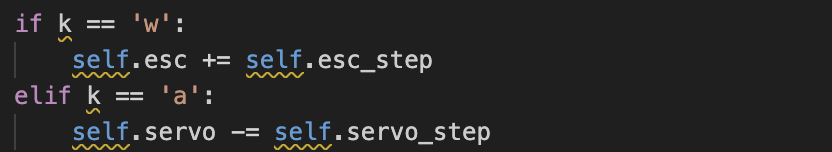 if k == 'w':
    self.esc += self.esc_step
elif k == 'a':
    self.servo -= self.servo_step